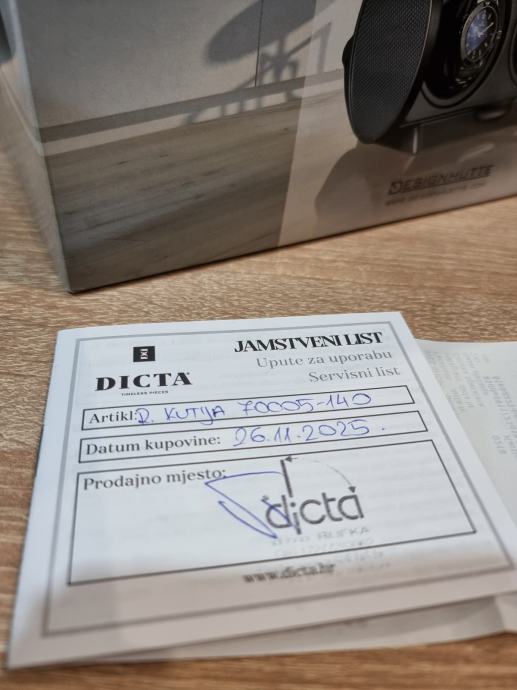 DESIGNHÜTTE
DICTA
TIMELESS PIECES
JAMSTVENI LIST
Upute za uporabu
Servisni list
Artikl: R. KUTIJA 70005-140
Datum kupovine: 26.11.2025.
Prodajno mjesto:
dicta
RIJEKA
www.dicta.hr